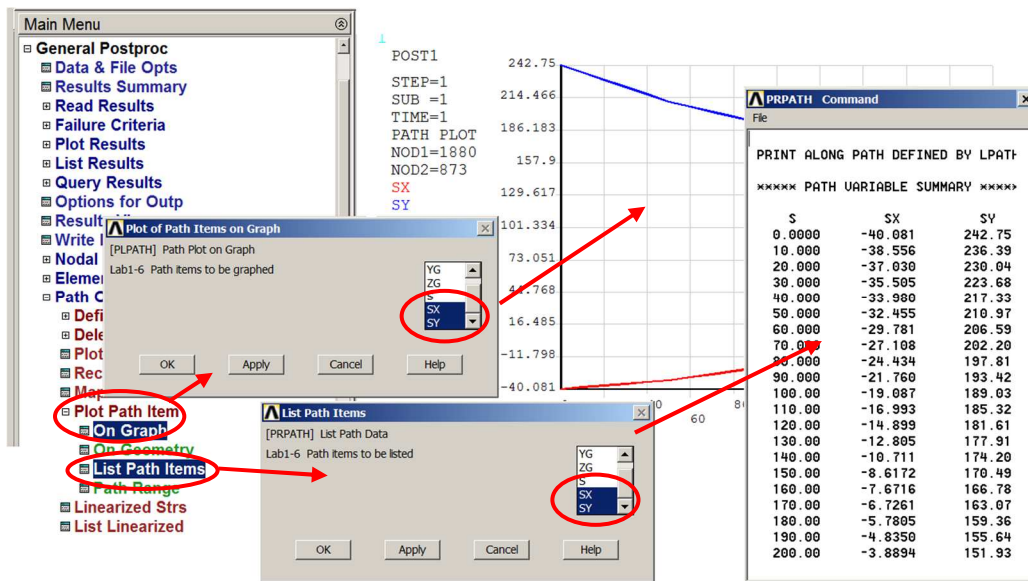 Main Menu
General Postproc
Data & File Opts
Results Summary
Read Results
Failure Criteria
Plot Results
List Results
Query Results
Options for Outp
Write
Nodal
Path
Plot
Plot Path Item
On Graph
On Geometry
List Path Items
Path Range
Linearized Strs
List Linearized
POST1
STEP=1
SUB =1
TIME=1
PATH PLOT
NOD1=1880
NOD2=873
SX
SY
242.75
214.466
186.183
157.9
129.617
101.334
73.051
16.485
-11.798
-40.081
60
Plot of Path Items on Graph
[PLPATH] Path Plot on Graph
Lab1-6 Path items to be graphed
YG
ZG
S
SX
SY
OK Apply Cancel Help
List Path Items
[PRPATH] List Path Data
Lab1-6 Path items to be listed
YG
ZG
S
SX
SY
OK Apply Cancel Help
PRPATH Command
File
PRINT ALONG PATH DEFINED BY LPATH
***** PATH VARIABLE SUMMARY *****
S SX SY
0.0000 -40.081 242.75
10.000 -38.556 236.39
20.000 -37.030 230.04
30.000 -35.505 223.68
40.000 -33.980 217.33
50.000 -32.455 210.97
60.000 -29.781 206.59
70.000 -27.108 202.20
80.000 -24.434 197.81
90.000 -21.760 193.42
100.00 -19.087 189.03
110.00 -16.993 185.32
120.00 -14.899 181.61
130.00 -12.805 177.91
140.00 -10.711 174.20
150.00 -8.6172 170.49
160.00 -7.6716 166.78
170.00 -6.7261 163.07
180.00 -5.7805 159.36
190.00 -4.8350 155.64
200.00 -3.8894 151.93